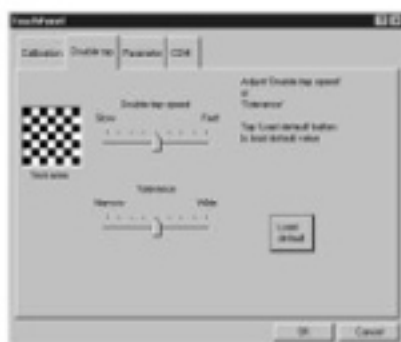 TouchPanel
Calibration Double tap Parameter COM
Double tap speed
Slow Fast
Test area
Tolerance
Narrow Wide
Adjust 'Double tap speed'
or
'Tolerance'
Tap 'Load default' button
to load default value
Load
default
OK Cancel